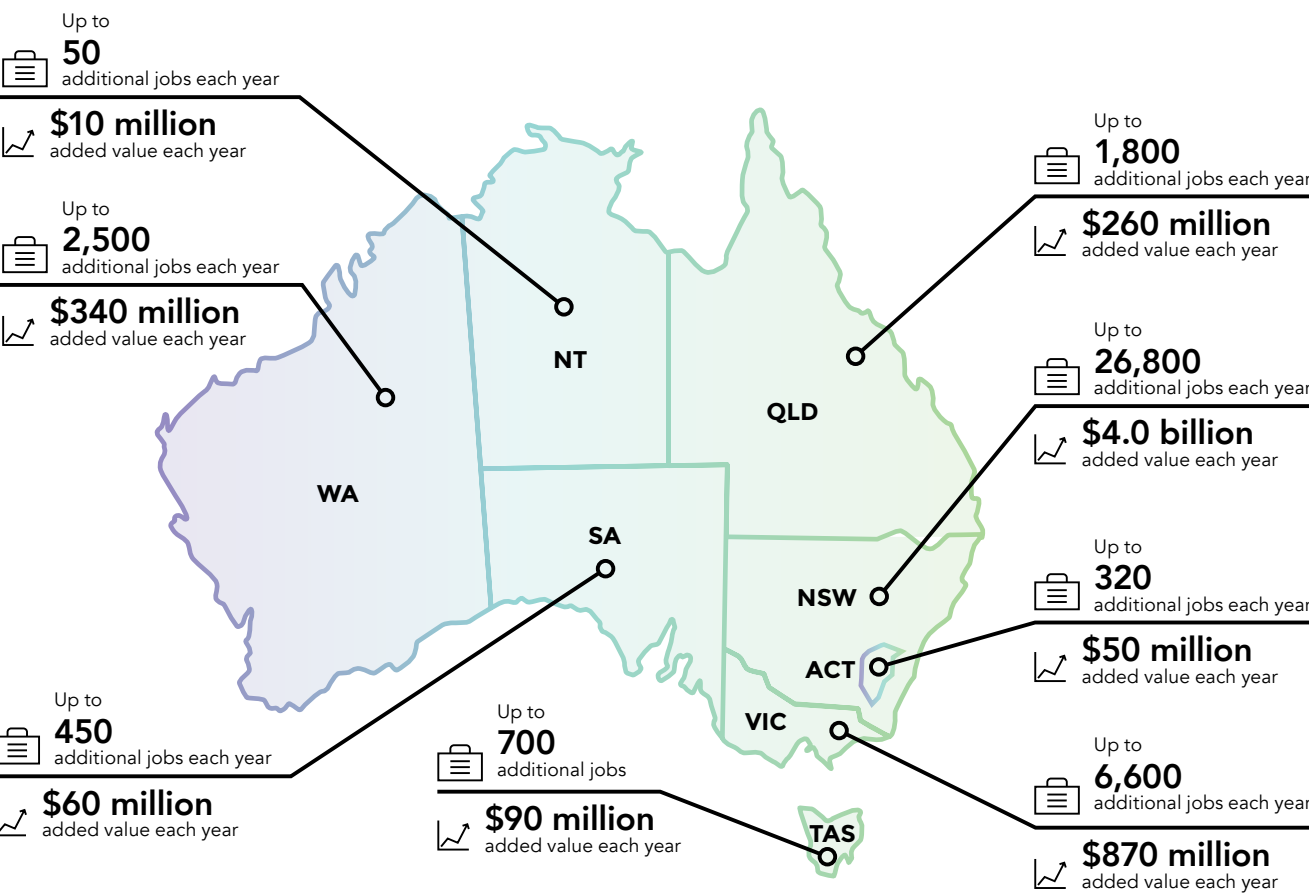 Up to
50
additional jobs each year
$10 million
added value each year
Up to
2,500
additional jobs each year
$340 million
added value each year
Up to
1,800
additional jobs each year
$260 million
added value each year
Up to
26,800
additional jobs each year
$4.0 billion
added value each year
Up to
320
additional jobs each year
$50 million
added value each year
Up to
6,600
additional jobs each year
$870 million
added value each year
Up to
450
additional jobs each year
$60 million
added value each year
Up to
700
additional jobs
$90 million
added value each year
NT
QLD
WA
SA
NSW
ACT
VIC
TAS